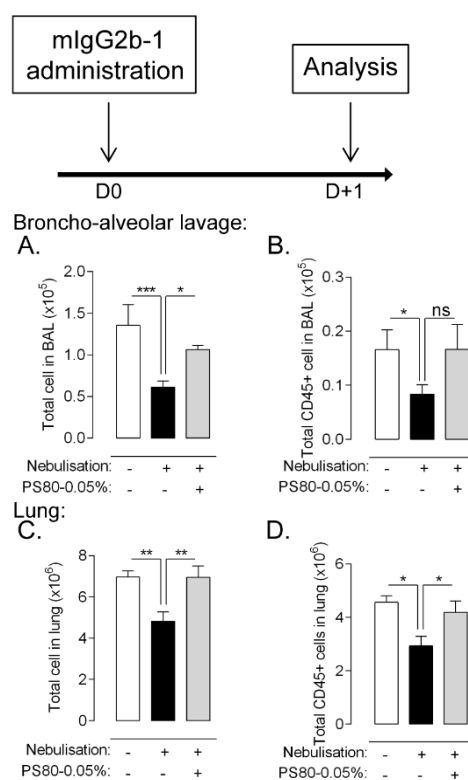 mIgG2b-1
administration
Analysis
D0
D+1
Broncho-alveolar lavage:
A.
Total cell in BAL (x10⁵)
2.0
1.5
1.0
0.5
0.0
***
*
Nebulisation: - + +
PS80-0.05%: - - +
B.
Total CD45+ cell in BAL (x10⁵)
0.3
0.2
0.1
0.0
*
ns
Nebulisation: - + +
PS80-0.05%: - - +
Lung:
C.
Total cell in lung (x10⁶)
8
6
4
2
0
**
**
Nebulisation: - + +
PS80-0.05%: - - +
D.
Total CD45+ cells in lung (x10⁶)
6
4
2
0
*
*
Nebulisation: - + +
PS80-0.05%: - - +